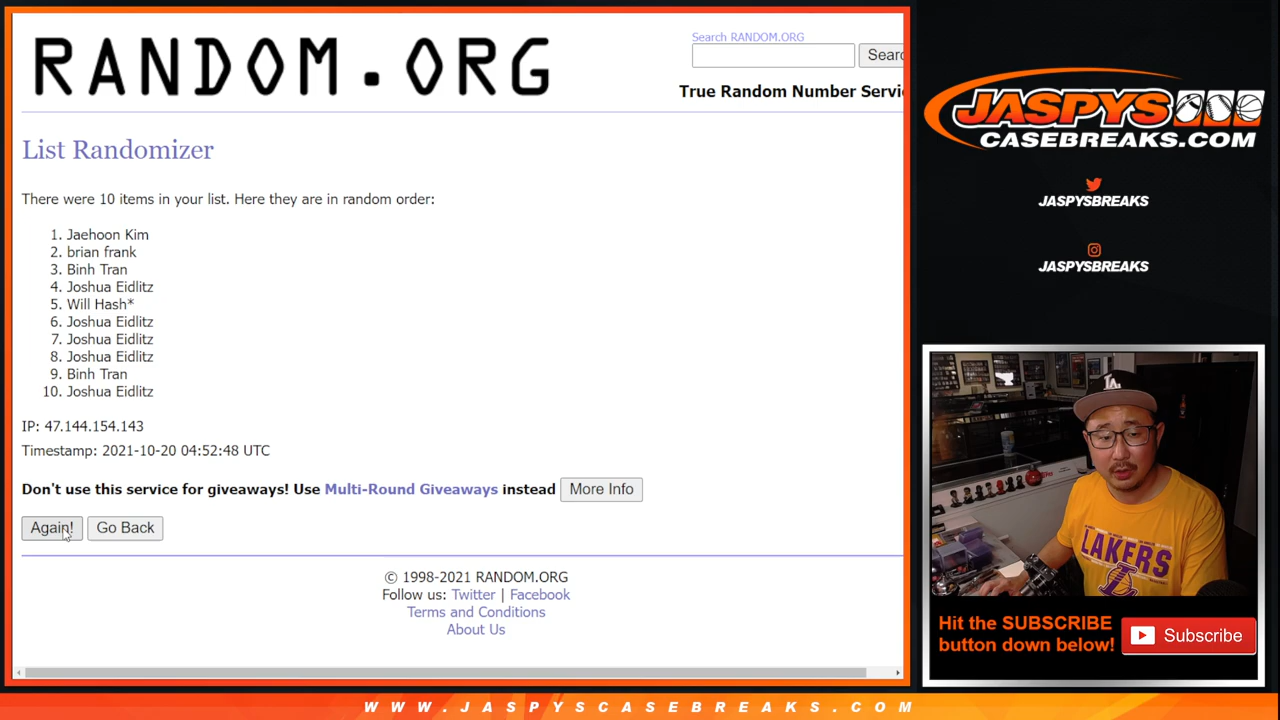 RANDOM.ORG
Search RANDOM.ORG
Searc
True Random Number Servi
List Randomizer
There were 10 items in your list. Here they are in random order:
1. Jaehoon Kim
2. brian frank
3. Binh Tran
4. Joshua Eidlitz
5. Will Hash*
6. Joshua Eidlitz
7. Joshua Eidlitz
8. Joshua Eidlitz
9. Binh Tran
10. Joshua Eidlitz
IP: 47.144.154.143
Timestamp: 2021-10-20 04:52:48 UTC
Don't use this service for giveaways! Use Multi-Round Giveaways instead More Info
Again! Go Back
© 1998-2021 RANDOM.ORG
Follow us: Twitter | Facebook
Terms and Conditions
About Us
JASPYS
CASEBREAKS.COM
JASPYSBREAKS
JASPYSBREAKS
LA
LAKERS
L
Hit the SUBSCRIBE
button down below!
Subscribe
WWW.JASPYSCASEBREAKS.COM